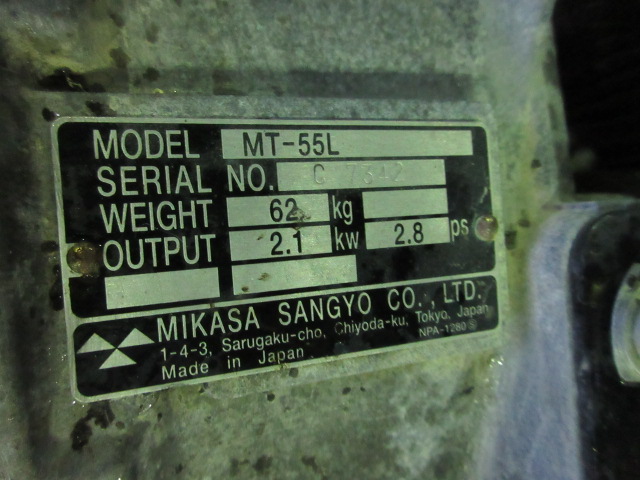 MODEL MT-55L
SERIAL NO. C 7342
WEIGHT 62 kg
OUTPUT 2.1 kw 2.8 ps
MIKASA SANGYO CO., LTD.
1-4-3, Sarugaku-cho, Chiyoda-ku, Tokyo, Japan
Made in Japan
NPA-1280